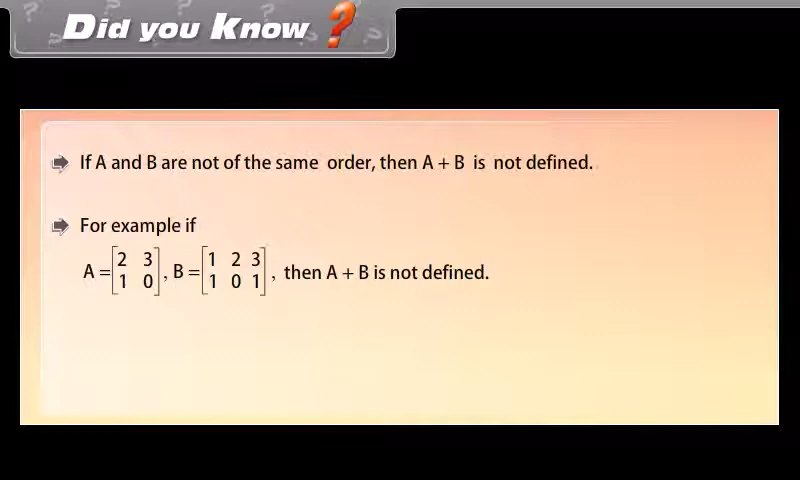 Did you Know ?
If A and B are not of the same order, then A + B is not defined.
For example if
A = [2 3
1 0], B = [1 2 3
1 0 1], then A + B is not defined.